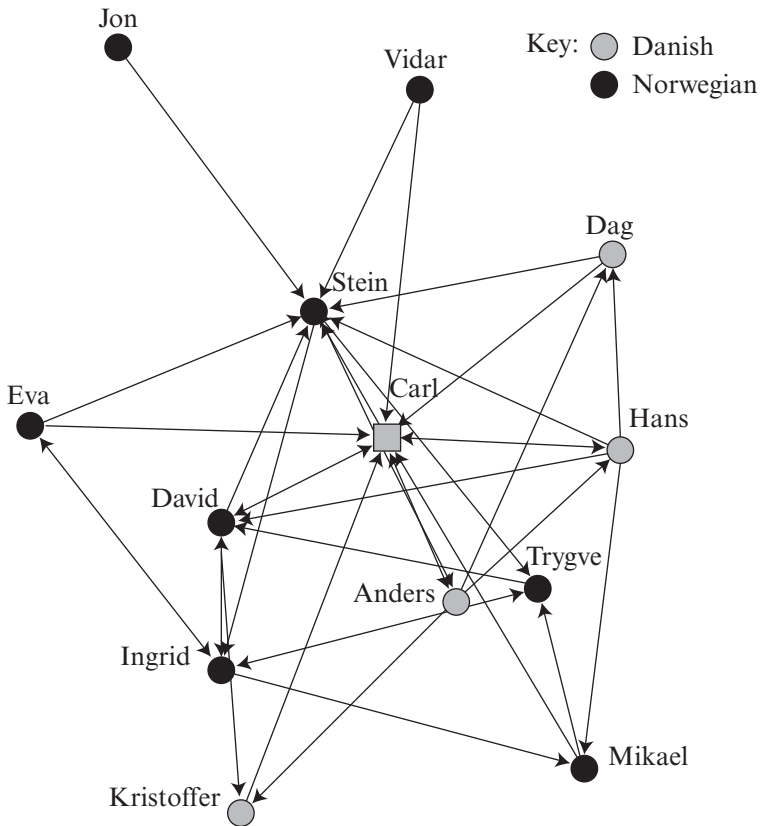 Jon
Key: Danish
Norwegian
Vidar
Dag
Stein
Carl
Eva
Hans
David
Trygve
Anders
Ingrid
Mikael
Kristoffer